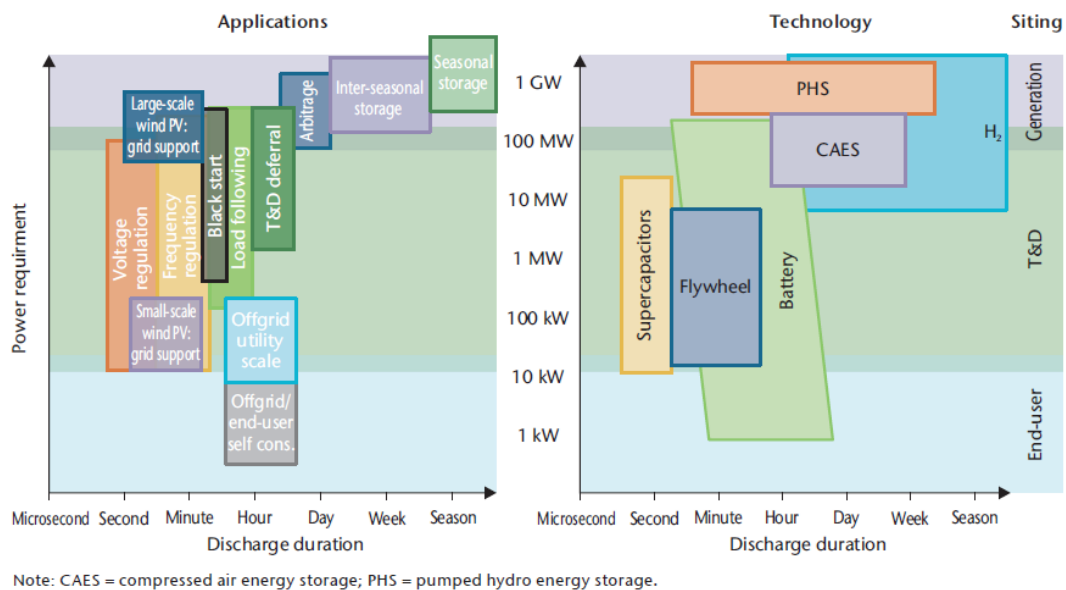 Applications
Technology
Siting
Power requirment
Large-scale
wind PV:
grid support
Voltage
regulation
Frequency
regulation
Black start
Load following
T&D deferral
Arbitrage
Inter-seasonal
storage
Seasonal
storage
Small-scale
wind PV:
grid support
Offgrid
utility
scale
Offgrid/
end-user
self cons.
1 GW
100 MW
10 MW
1 MW
100 kW
10 kW
1 kW
Supercapacitors
Flywheel
Battery
PHS
CAES
H₂
Generation
T&D
End-user
Microsecond Second Minute Hour Day Week Season
Discharge duration
Microsecond Second Minute Hour Day Week Season
Discharge duration
Note: CAES = compressed air energy storage; PHS = pumped hydro energy storage.